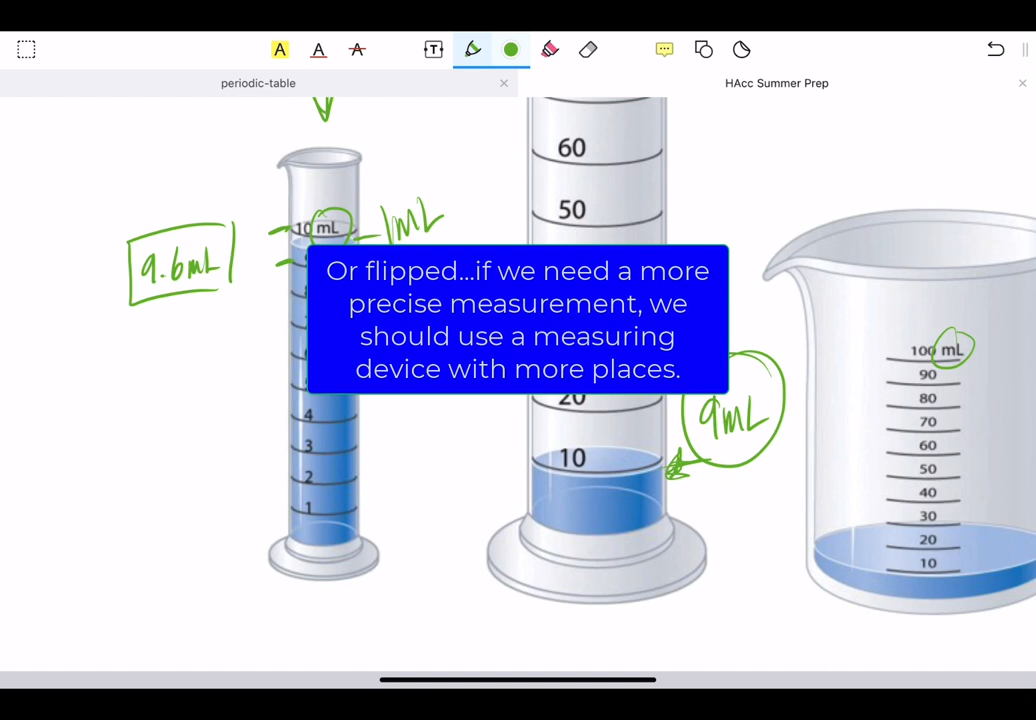 A A A T
periodic-table × HAcc Summer Prep ×
60
50
10 mL
1mL
9.6mL
Or flipped...if we need a more
precise measurement, we
should use a measuring
device with more places.
100 mL
90
80
70
60
50
40
30
20
10
20
9mL
10
4
3
2
1